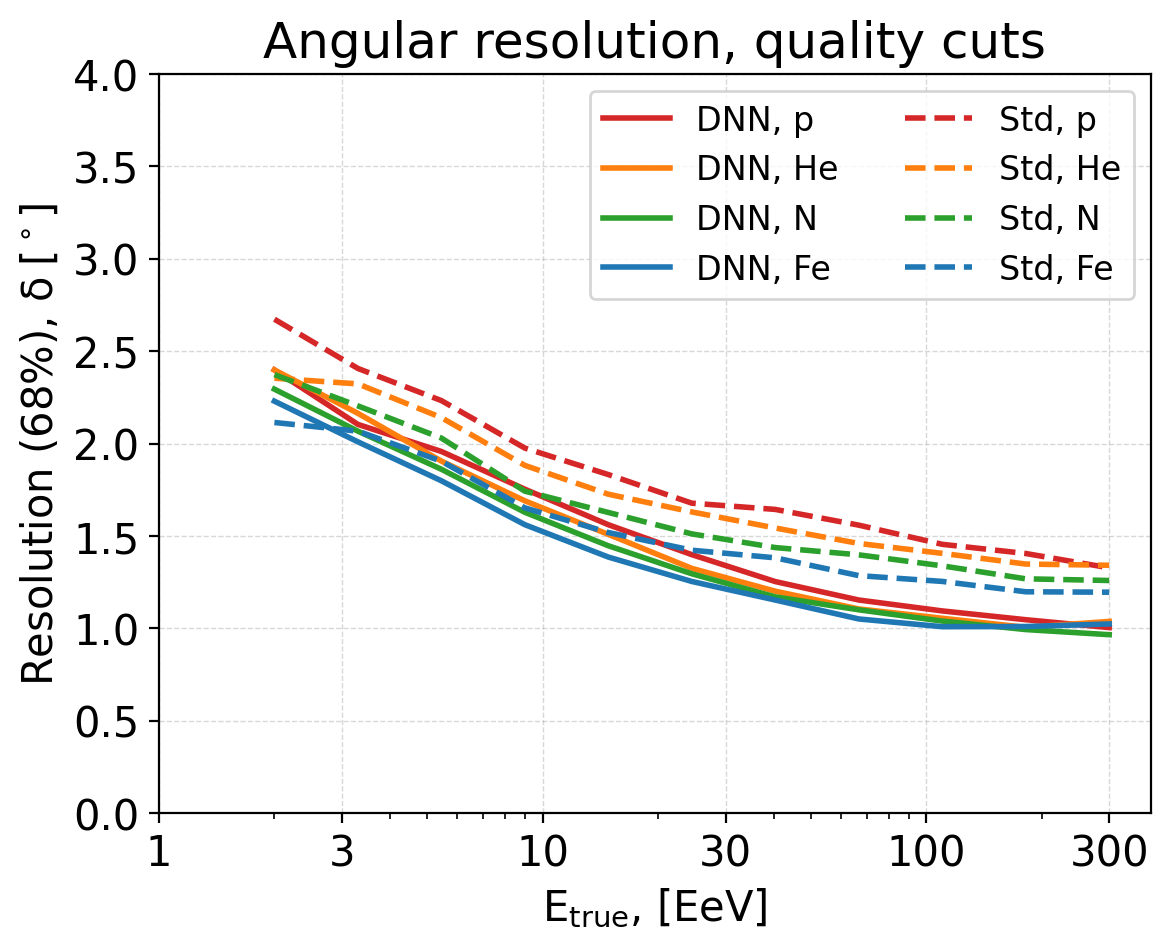 Angular resolution, quality cuts
4.0
3.5
3.0
2.5
2.0
1.5
1.0
0.5
0.0
Resolution (68%), δ [°]
DNN, p
DNN, He
DNN, N
DNN, Fe
Std, p
Std, He
Std, N
Std, Fe
1 3 10 30 100 300
E_true, [EeV]